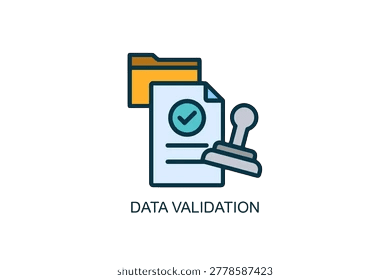 DATA VALIDATION
shutterstock.com · 2778587423